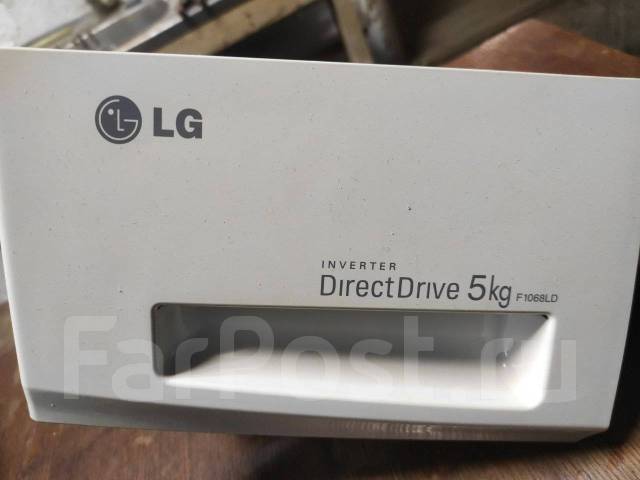 LG
INVERTER
DirectDrive 5kg F1068LD
FarPost.ru